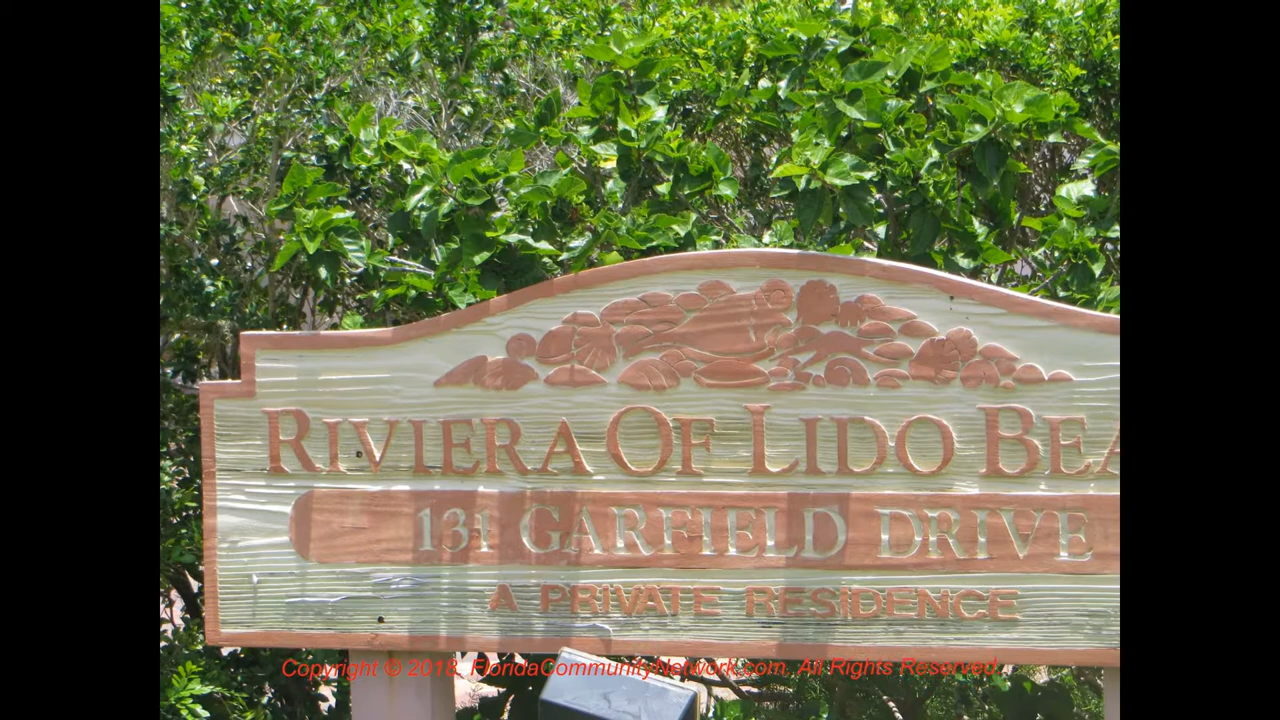 RIVIERA OF LIDO BEA
131 GARFIELD DRIVE
A PRIVATE RESIDENCE
Copyright © 2018, FloridaCommunityNetwork.com. All Rights Reserved.